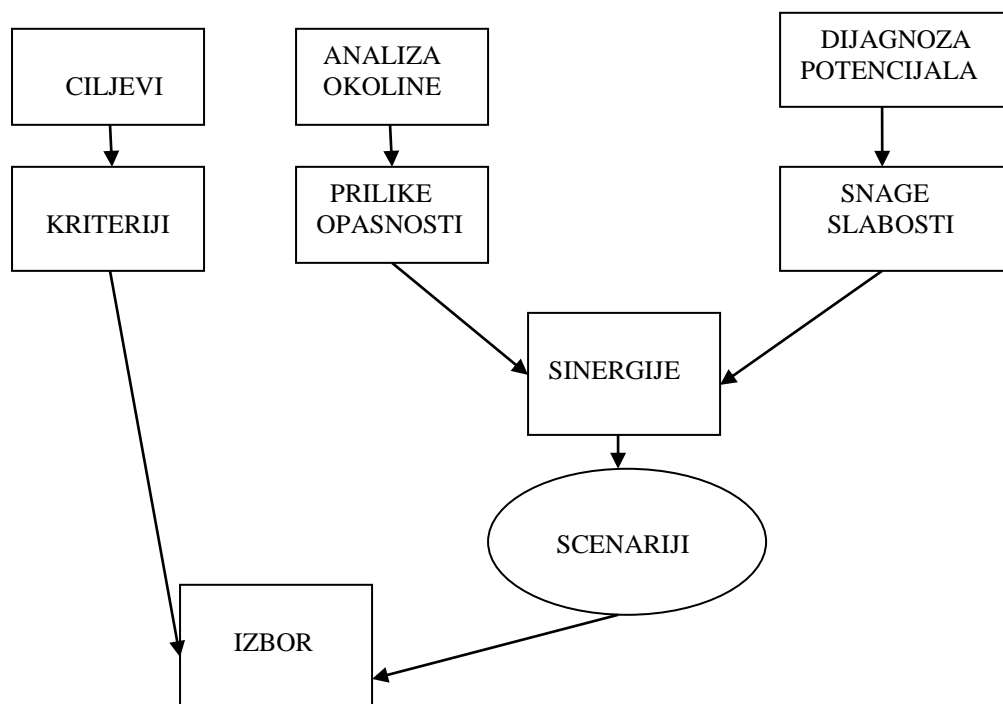 CILJEVI
ANALIZA
OKOLINE
DIJAGNOZA
POTENCIJALA
KRITERIJI
PRILIKE
OPASNOSTI
SNAGE
SLABOSTI
SINERGIJE
SCENARIJI
IZBOR